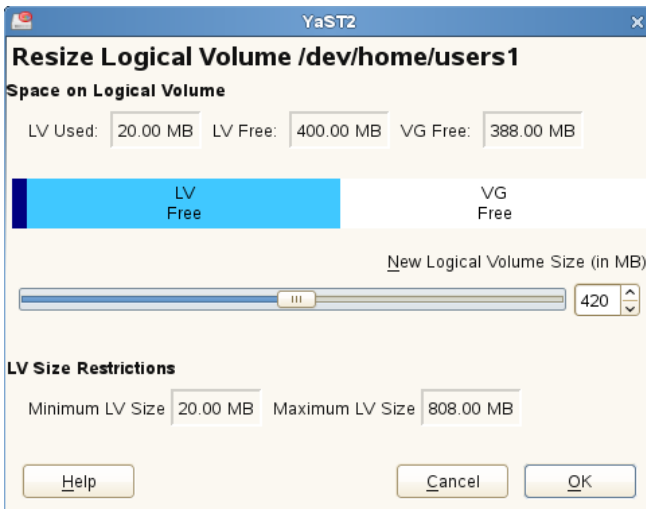 YaST2
Resize Logical Volume /dev/home/users1
Space on Logical Volume
LV Used: 20.00 MB LV Free: 400.00 MB VG Free: 388.00 MB
LV VG
Free Free
New Logical Volume Size (in MB)
420
LV Size Restrictions
Minimum LV Size 20.00 MB Maximum LV Size 808.00 MB
Help Cancel OK